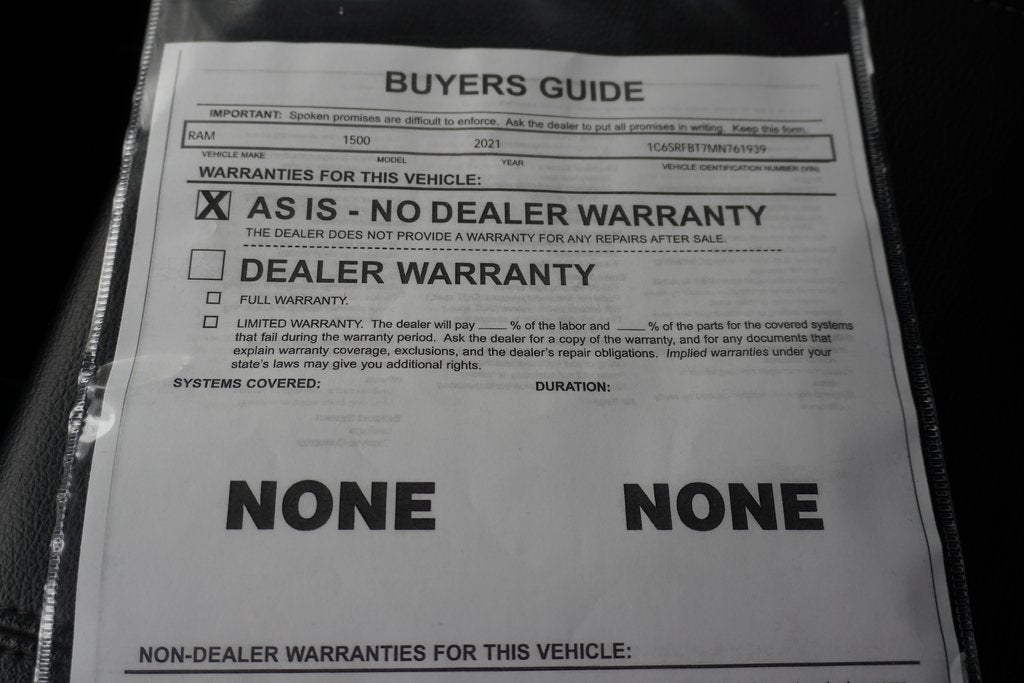 BUYERS GUIDE
IMPORTANT: Spoken promises are difficult to enforce. Ask the dealer to put all promises in writing. Keep this form.
RAM 1500 2021 1C6SRFBT7MN761939
VEHICLE MAKE MODEL YEAR VEHICLE IDENTIFICATION NUMBER (VIN)
WARRANTIES FOR THIS VEHICLE:
X AS IS - NO DEALER WARRANTY
THE DEALER DOES NOT PROVIDE A WARRANTY FOR ANY REPAIRS AFTER SALE.
DEALER WARRANTY
FULL WARRANTY.
LIMITED WARRANTY. The dealer will pay ____ % of the labor and ____ % of the parts for the covered systems
that fail during the warranty period. Ask the dealer for a copy of the warranty, and for any documents that
explain warranty coverage, exclusions, and the dealer's repair obligations. Implied warranties under your
state's laws may give you additional rights.
SYSTEMS COVERED: DURATION:
NONE NONE
NON-DEALER WARRANTIES FOR THIS VEHICLE: